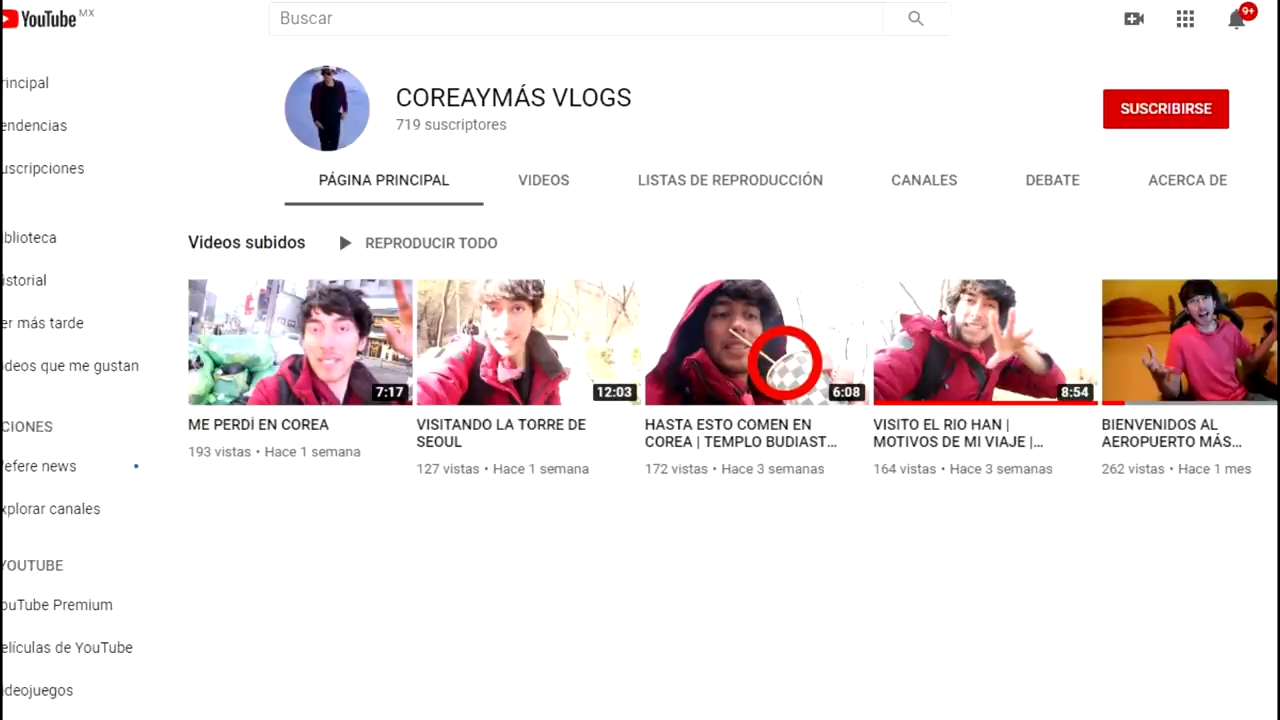 YouTube MX
Buscar
9+
rincipal
endencias
uscripciones
blioteca
istorial
er más tarde
ideos que me gustan
CIONES
efere news
xplorar canales
YOUTUBE
ouTube Premium
elículas de YouTube
ideojuegos
COREAYMÁS VLOGS
719 suscriptores
SUSCRIBIRSE
PÁGINA PRINCIPAL VIDEOS LISTAS DE REPRODUCCIÓN CANALES DEBATE ACERCA DE
Videos subidos REPRODUCIR TODO
7:17
ME PERDÍ EN COREA
193 vistas • Hace 1 semana
12:03
VISITANDO LA TORRE DE
SEOUL
127 vistas • Hace 1 semana
6:08
HASTA ESTO COMEN EN
COREA | TEMPLO BUDIAST...
172 vistas • Hace 3 semanas
8:54
VISITO EL RIO HAN |
MOTIVOS DE MI VIAJE |...
164 vistas • Hace 3 semanas
BIENVENIDOS AL
AEROPUERTO MÁS...
262 vistas • Hace 1 mes